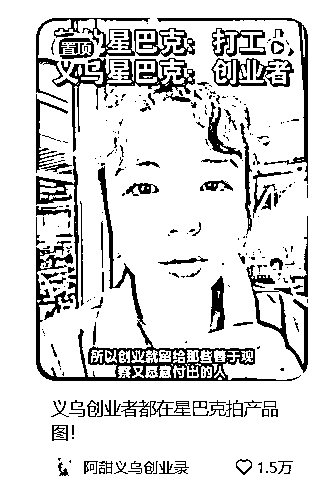 星巴克：打工人
置顶
义乌星巴克：创业者
所以创业就留给那些善于观
察又愿意付出的人
义乌创业者都在星巴克拍产品
图！
阿甜义乌创业录
1.5万